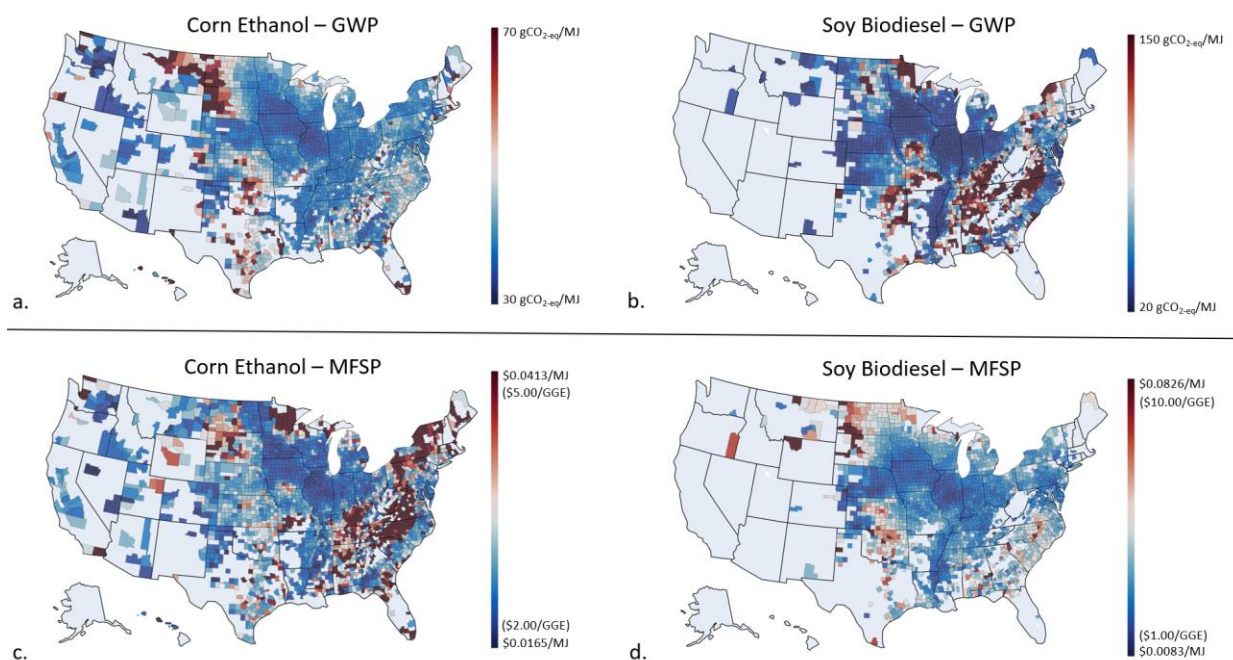 Corn Ethanol – GWP
70 gCO2-eq/MJ
30 gCO2-eq/MJ
a.
Soy Biodiesel – GWP
150 gCO2-eq/MJ
20 gCO2-eq/MJ
b.
Corn Ethanol – MFSP
$0.0413/MJ
($5.00/GGE)
($2.00/GGE)
$0.0165/MJ
c.
Soy Biodiesel – MFSP
$0.0826/MJ
($10.00/GGE)
($1.00/GGE)
$0.0083/MJ
d.